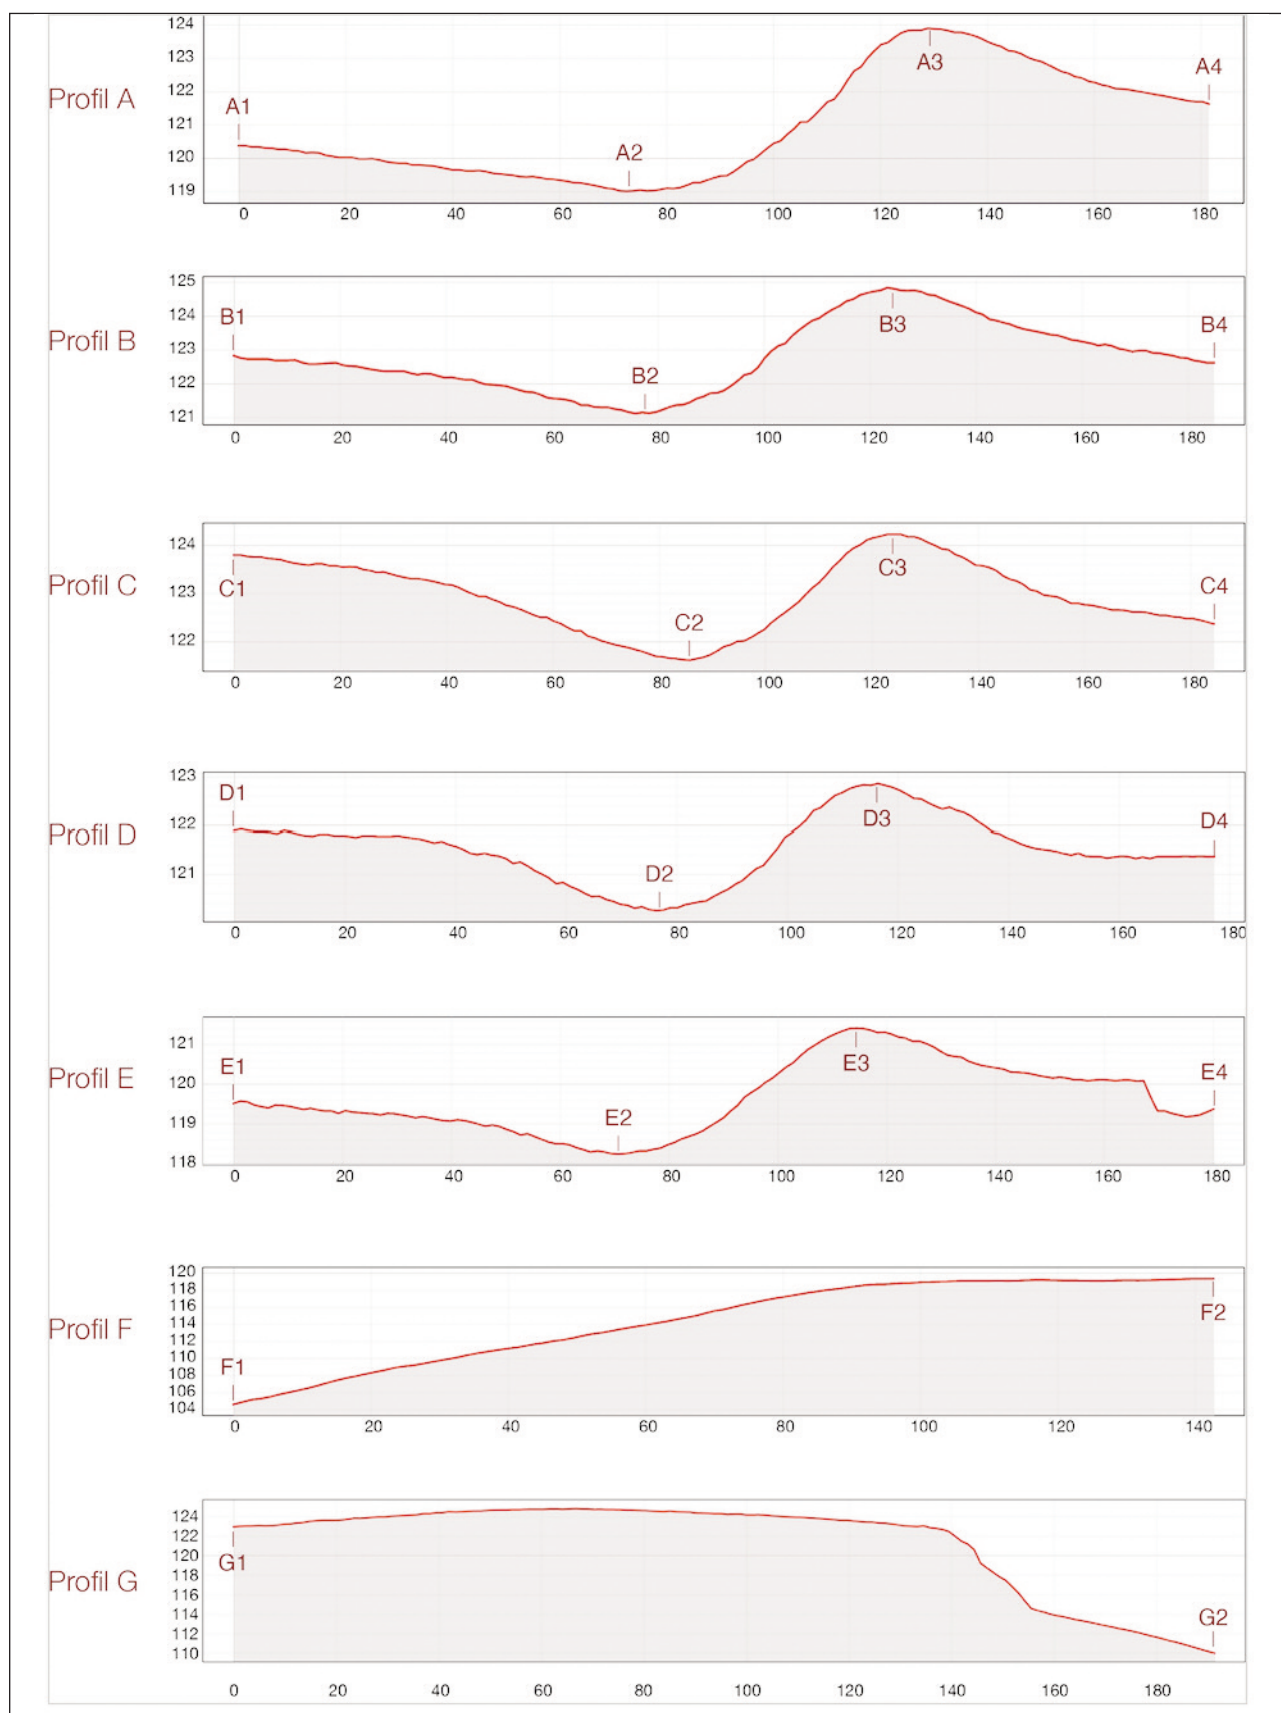 124
123
Profil A
122
121
120
119
A1
A2
A3
A4
0 20 40 60 80 100 120 140 160 180
125
124
Profil B
123
122
121
B1
B2
B3
B4
0 20 40 60 80 100 120 140 160 180
124
Profil C
123
122
C1
C2
C3
C4
0 20 40 60 80 100 120 140 160 180
123
Profil D
122
121
D1
D2
D3
D4
0 20 40 60 80 100 120 140 160 180
121
Profil E
120
119
118
E1
E2
E3
E4
0 20 40 60 80 100 120 140 160 180
120
118
116
Profil F
114
112
110
108
106
104
F1
F2
0 20 40 60 80 100 120 140
124
122
120
Profil G
118
116
114
112
110
G1
G2
0 20 40 60 80 100 120 140 160 180